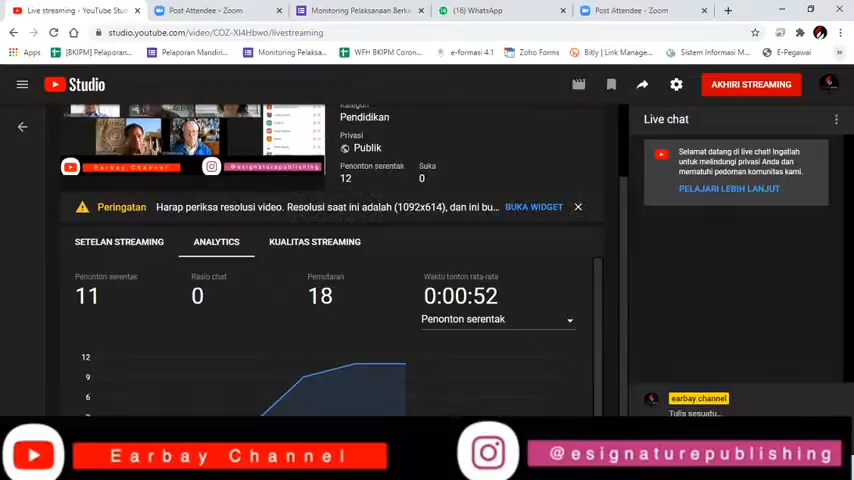 Live streaming - YouTube Stud
Post Attendee - Zoom
Monitoring Pelaksanaan Berka
(16) WhatsApp
Post Attendee - Zoom
studio.youtube.com/video/COZ-Xl4Hbwo/livestreaming
Apps
[BKIPM] Pelaporan...
Pelaporan Mandiri...
Monitoring Pelaksa...
WFH BKIPM Coron...
e-formasi 4.1
Zoho Forms
Bitly | Link Manage...
Sistem Informasi M...
E-Pegawai
Studio
AKHIRI STREAMING
Kategori
Pendidikan
Privasi
Publik
Penonton serentak
Suka
12
0
Earbay Channel
@esignaturepublishing
Peringatan
Harap periksa resolusi video. Resolusi saat ini adalah (1092x614), dan ini bu...
BUKA WIDGET
SETELAN STREAMING
ANALYTICS
KUALITAS STREAMING
Penonton serentak
Rasio chat
Pemutaran
Waktu tonton rata-rata
11
0
18
0:00:52
Penonton serentak
12
9
6
Live chat
Selamat datang di live chat! Ingatlah
untuk melindungi privasi Anda dan
mematuhi pedoman komunitas kami.
PELAJARI LEBIH LANJUT
earbay channel
Tulis sesuatu...
Earbay Channel
@esignaturepublishing